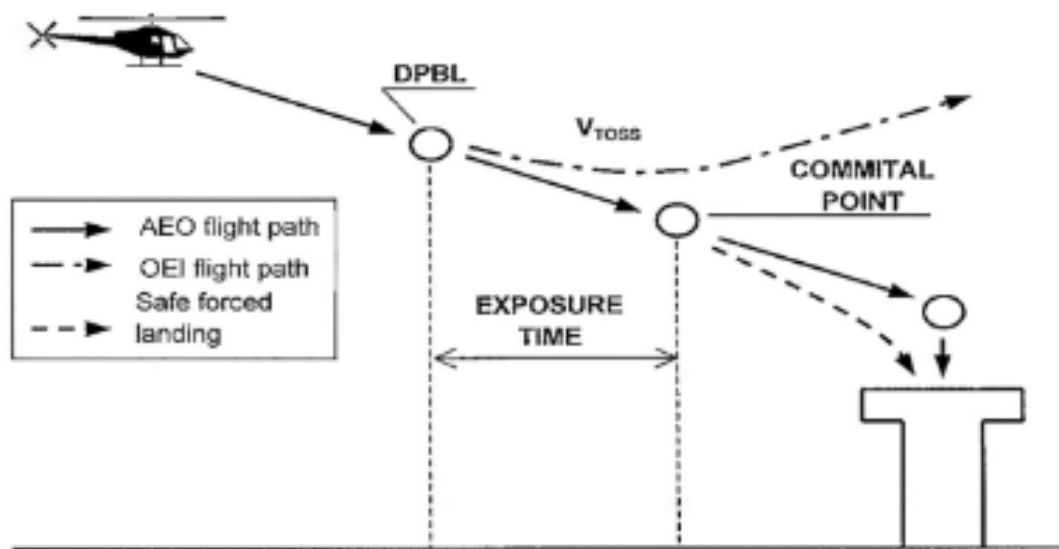 DPBL
VTOSS
COMMITAL
POINT
AEO flight path
OEI flight path
Safe forced
landing
EXPOSURE
TIME